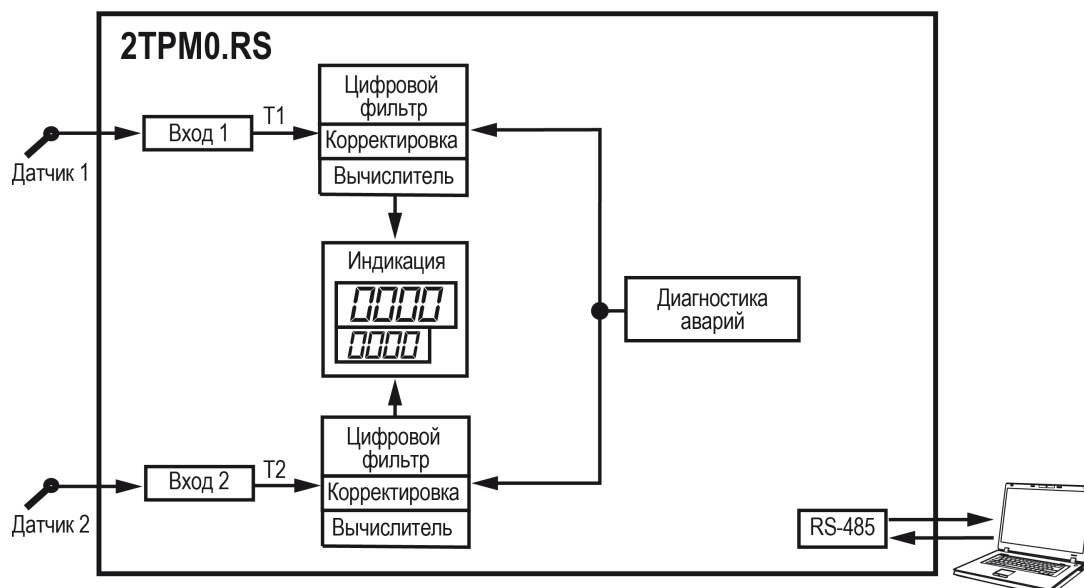 2ТРМ0.RS
Цифровой
фильтр
Корректировка
Вычислитель
Датчик 1
Вход 1
T1
Индикация
0000
0000
Диагностика
аварий
Цифровой
фильтр
Корректировка
Вычислитель
Датчик 2
Вход 2
T2
RS-485